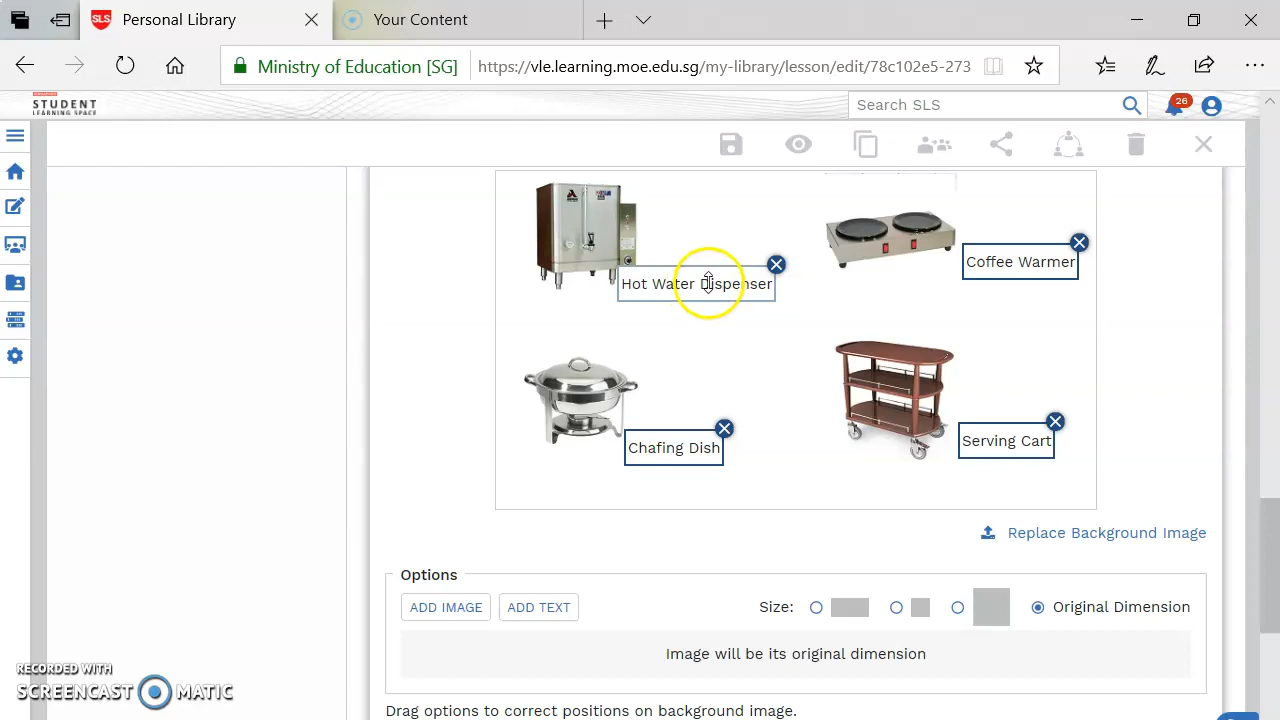 Personal Library
Your Content
Ministry of Education [SG]
https://vle.learning.moe.edu.sg/my-library/lesson/edit/78c102e5-273
STUDENT
LEARNING SPACE
Search SLS
26
Hot Water Dispenser
Coffee Warmer
Chafing Dish
Serving Cart
Replace Background Image
Options
ADD IMAGE
ADD TEXT
Size:
Original Dimension
Image will be its original dimension
Drag options to correct positions on background image.
RECORDED WITH
SCREENCAST MATIC
SLS